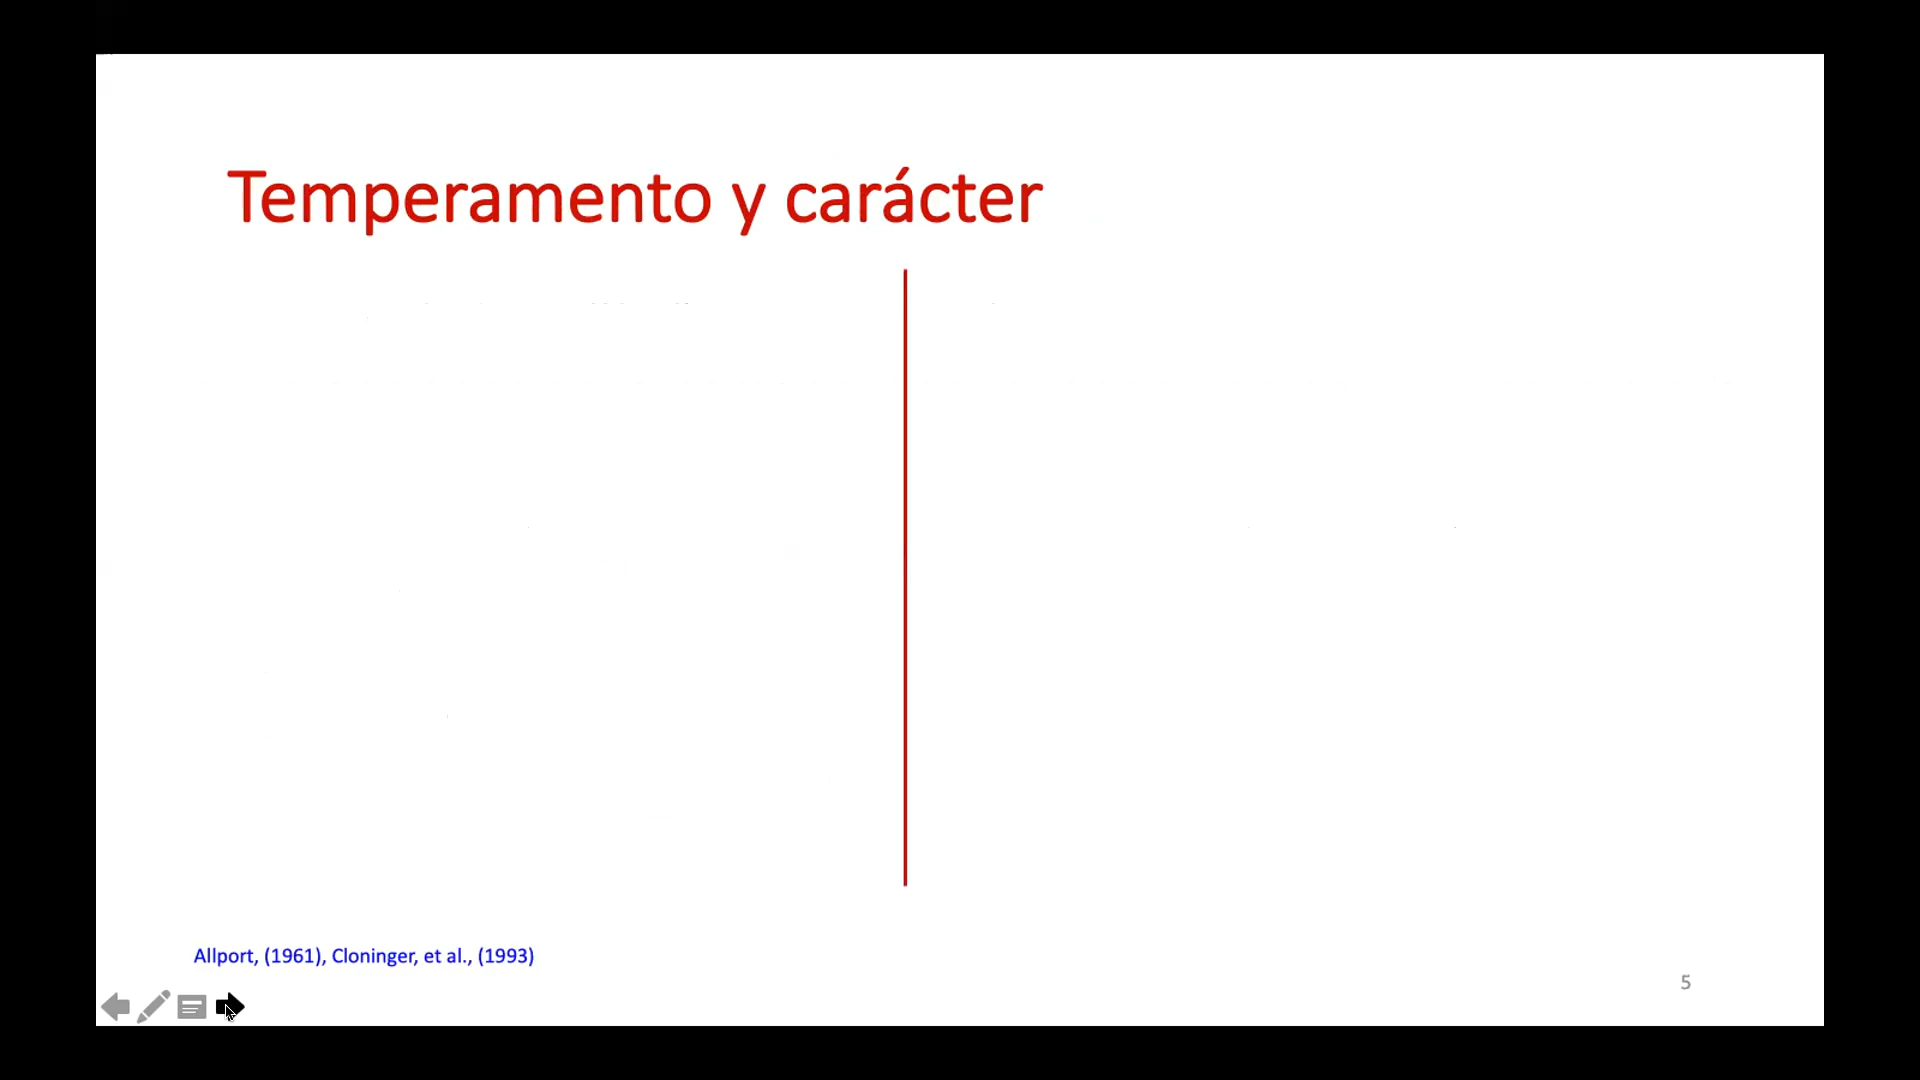 Temperamento y carácter
Allport, (1961), Cloninger, et al., (1993)
5